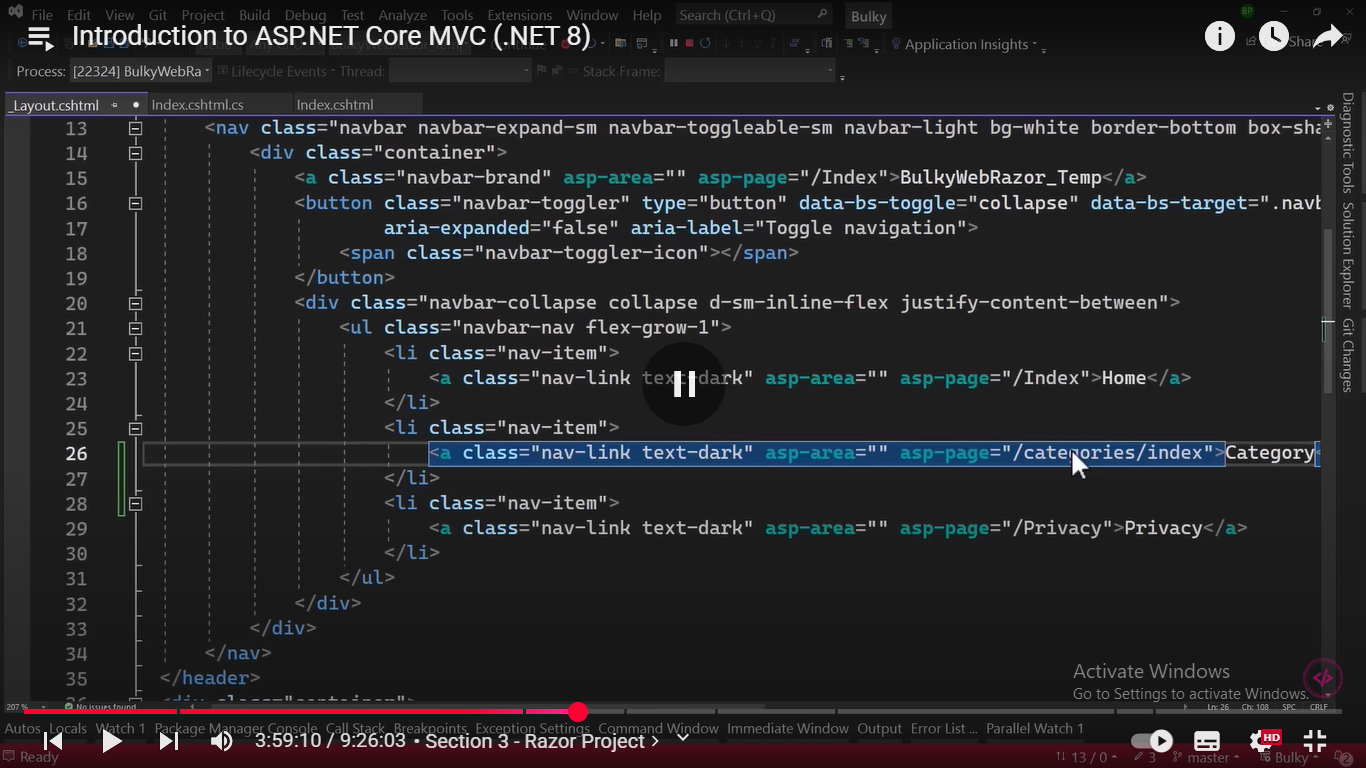 File Edit View Git Project Build Debug Test Analyze Tools Extensions Window Help Search (Ctrl+Q) Bulky BP
Introduction to ASP.NET Core MVC (.NET 8)
Application Insights
Process: [22324] BulkyWebRa Lifecycle Events Thread: Stack Frame:
_Layout.cshtml Index.cshtml.cs Index.cshtml
13 <nav class="navbar navbar-expand-sm navbar-toggleable-sm navbar-light bg-white border-bottom box-sha
14 <div class="container">
15 <a class="navbar-brand" asp-area="" asp-page="/Index">BulkyWebRazor_Temp</a>
16 <button class="navbar-toggler" type="button" data-bs-toggle="collapse" data-bs-target=".navb
17 aria-expanded="false" aria-label="Toggle navigation">
18 <span class="navbar-toggler-icon"></span>
19 </button>
20 <div class="navbar-collapse collapse d-sm-inline-flex justify-content-between">
21 <ul class="navbar-nav flex-grow-1">
22 <li class="nav-item">
23 <a class="nav-link text-dark" asp-area="" asp-page="/Index">Home</a>
24 </li>
25 <li class="nav-item">
26 <a class="nav-link text-dark" asp-area="" asp-page="/categories/index">Category<
27 </li>
28 <li class="nav-item">
29 <a class="nav-link text-dark" asp-area="" asp-page="/Privacy">Privacy</a>
30 </li>
31 </ul>
32 </div>
33 </div>
34 </nav>
35 </header>
36 <div class="container">
Diagnostic Tools Solution Explorer Git Changes
Activate Windows
Go to Settings to activate Windows.
207 % No issues found Ln: 26 Ch: 108 SPC CRLF
Autos Locals Watch 1 Package Manager Console Call Stack Breakpoints Exception Settings Command Window Immediate Window Output Error List ... Parallel Watch 1
3:59:10 / 9:26:03 • Section 3 - Razor Project HD
Ready 13 / 0 3 master Bulky 2